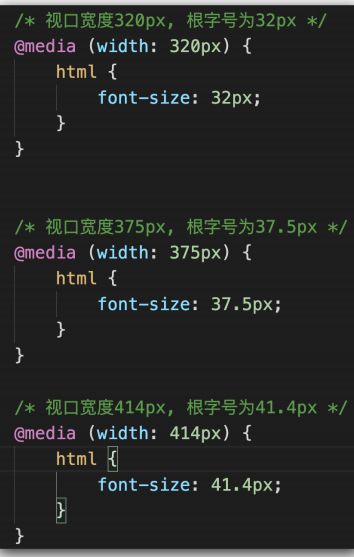 /* 视口宽度320px, 根字号为32px */
@media (width: 320px) {
html {
font-size: 32px;
}
}
/* 视口宽度375px, 根字号为37.5px */
@media (width: 375px) {
html {
font-size: 37.5px;
}
}
/* 视口宽度414px, 根字号为41.4px */
@media (width: 414px) {
html {
font-size: 41.4px;
}
}